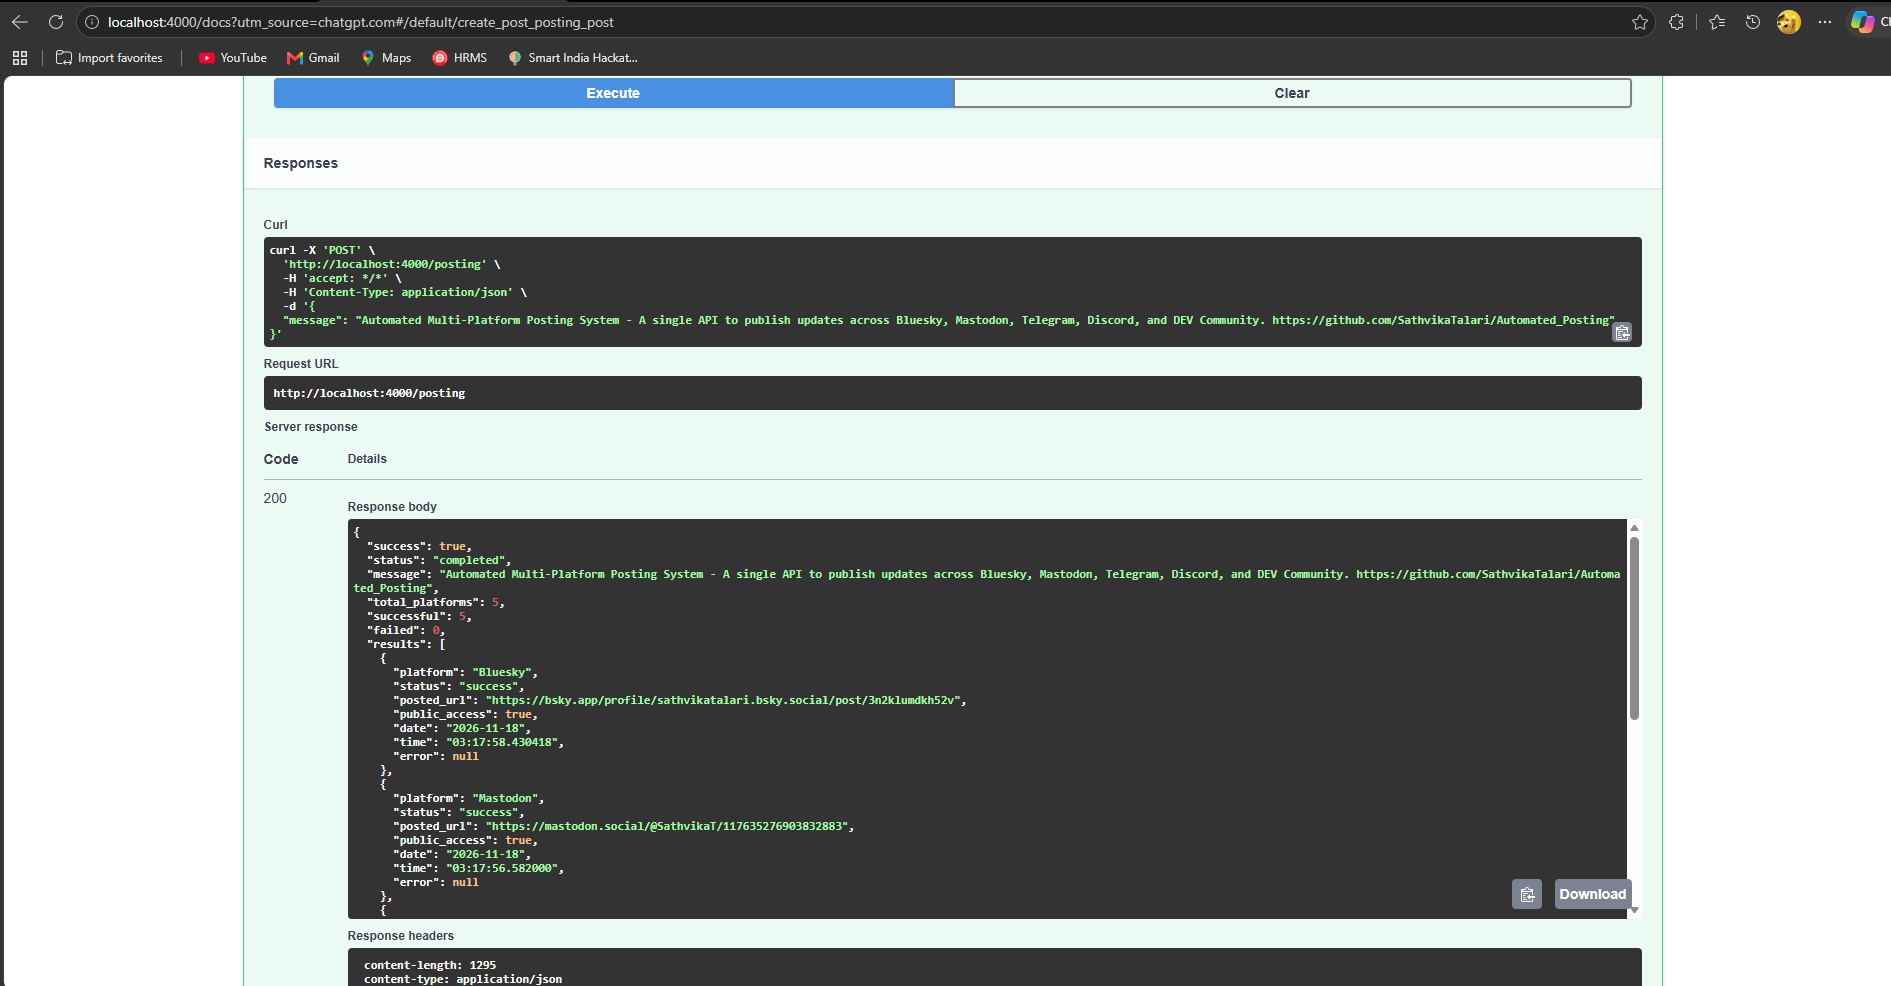 localhost:4000/docs?utm_source=chatgpt.com#/default/create_post_posting_post
Import favorites YouTube Gmail Maps HRMS Smart India Hackat...
Execute Clear
Responses
Curl
curl -X 'POST' \
'http://localhost:4000/posting' \
-H 'accept: */*' \
-H 'Content-Type: application/json' \
-d '{
"message": "Automated Multi-Platform Posting System - A single API to publish updates across Bluesky, Mastodon, Telegram, Discord, and DEV Community. https://github.com/SathvikaTalari/Automated_Posting"
}'
Request URL
http://localhost:4000/posting
Server response
Code Details
200
Response body
{
"success": true,
"status": "completed",
"message": "Automated Multi-Platform Posting System - A single API to publish updates across Bluesky, Mastodon, Telegram, Discord, and DEV Community. https://github.com/SathvikaTalari/Automa
ted_Posting",
"total_platforms": 5,
"successful": 5,
"failed": 0,
"results": [
{
"platform": "Bluesky",
"status": "success",
"posted_url": "https://bsky.app/profile/sathvikatalari.bsky.social/post/3n2klumdkh52v",
"public_access": true,
"date": "2026-11-18",
"time": "03:17:58.430418",
"error": null
},
{
"platform": "Mastodon",
"status": "success",
"posted_url": "https://mastodon.social/@SathvikaT/117635276903832883",
"public_access": true,
"date": "2026-11-18",
"time": "03:17:56.582000",
"error": null
},
{
Download
Response headers
content-length: 1295
content-type: application/json